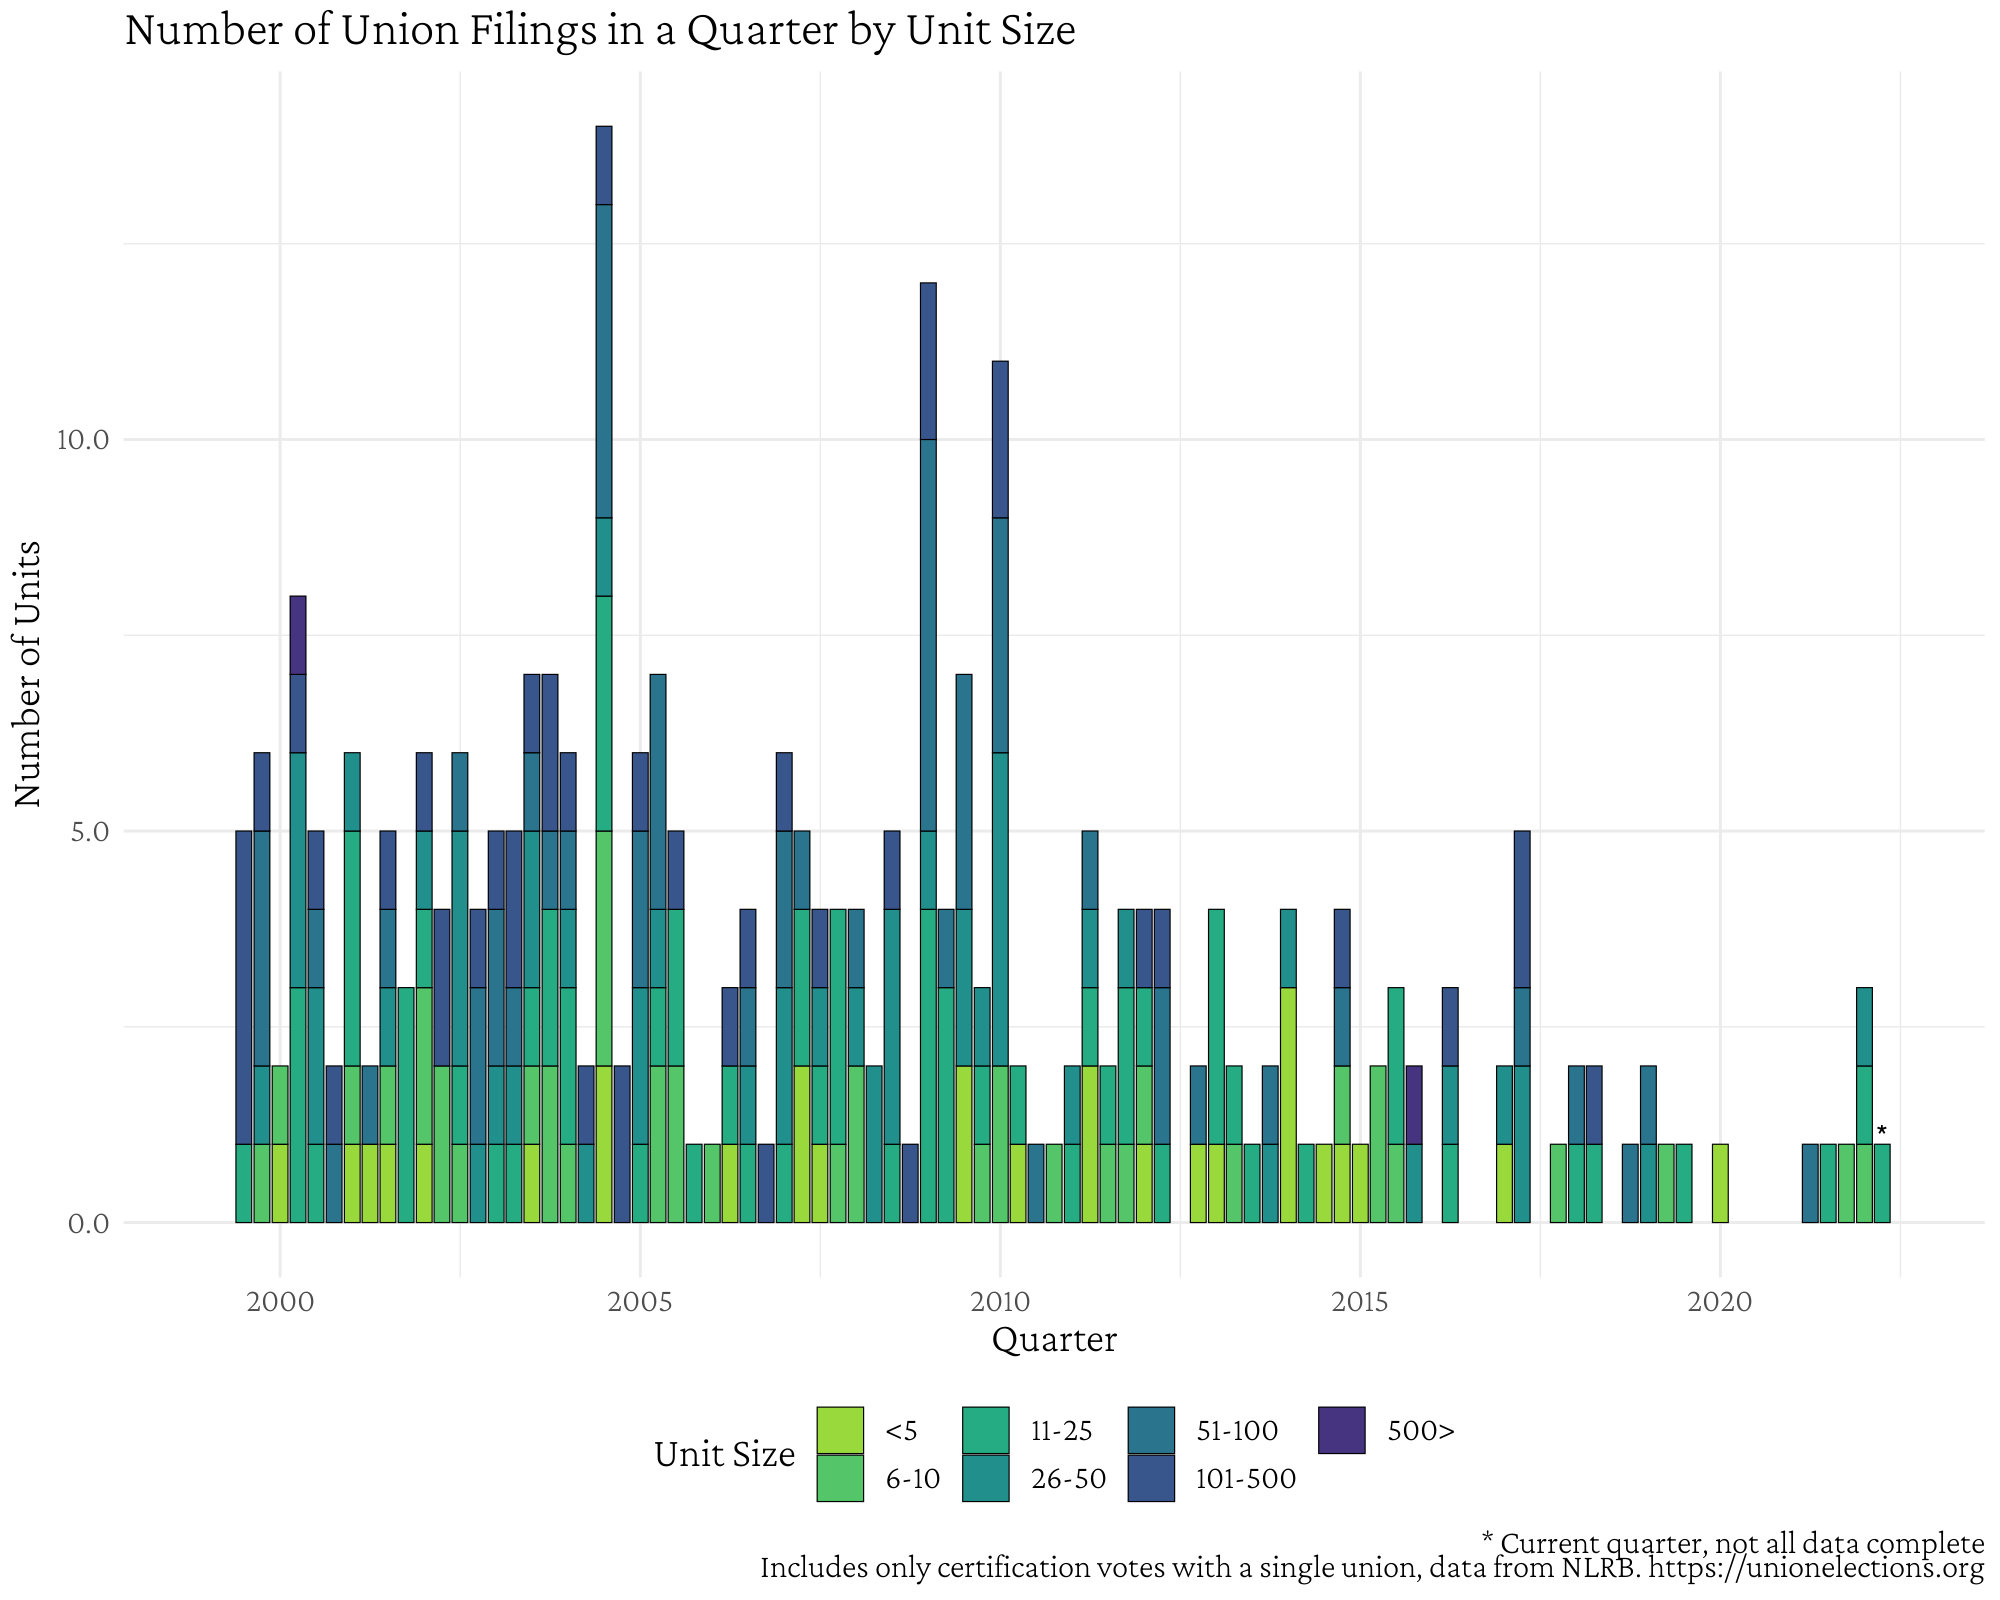 Number of Union Filings in a Quarter by Unit Size
Number of Units
10.0
5.0
0.0
*
2000 2005 2010 2015 2020
Quarter
Unit Size
<5 11-25 51-100 500>
6-10 26-50 101-500
* Current quarter, not all data complete
Includes only certification votes with a single union, data from NLRB. https://unionelections.org